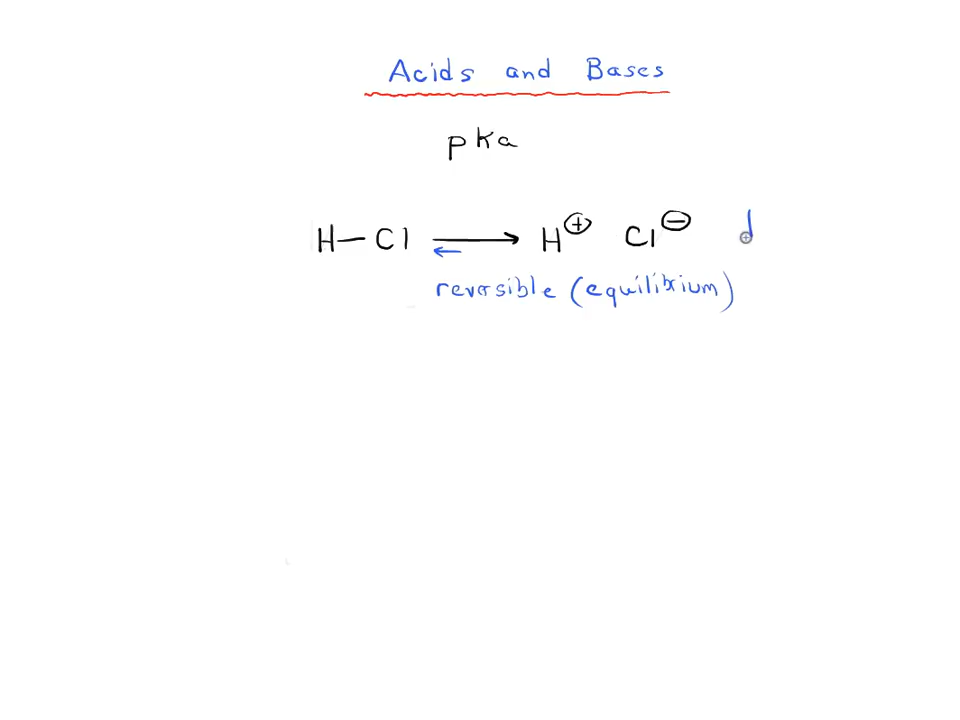 Acids and Bases
pka
H—Cl ⇄ H⊕ Cl⊖
reversible (equilibrium)